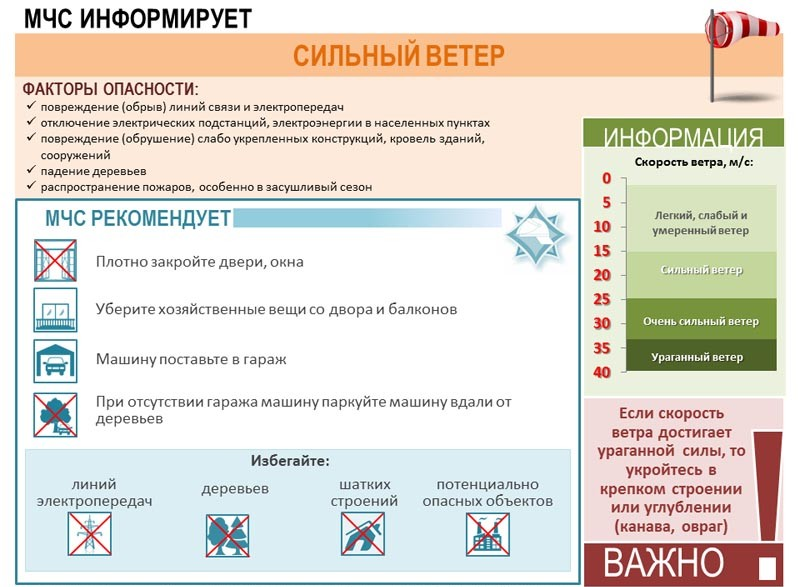 МЧС ИНФОРМИРУЕТ
СИЛЬНЫЙ ВЕТЕР
ФАКТОРЫ ОПАСНОСТИ:
✓ повреждение (обрыв) линий связи и электропередач
✓ отключение электрических подстанций, электроэнергии в населенных пунктах
✓ повреждение (обрушение) слабо укрепленных конструкций, кровель зданий,
сооружений
✓ падение деревьев
✓ распространение пожаров, особенно в засушливый сезон
МЧС РЕКОМЕНДУЕТ
Плотно закройте двери, окна
Уберите хозяйственные вещи со двора и балконов
Машину поставьте в гараж
При отсутствии гаража машину паркуйте машину вдали от
деревьев
Избегайте:
линий
электропередач
деревьев
шатких
строений
потенциально
опасных объектов
ИНФОРМАЦИЯ
Скорость ветра, м/с:
0
5
10
15
20
25
30
35
40
Легкий, слабый и
умеренный ветер
Сильный ветер
Очень сильный ветер
Ураганный ветер
Если скорость
ветра достигает
ураганной силы, то
укройтесь в
крепком строении
или углублении
(канава, овраг)
ВАЖНО
!